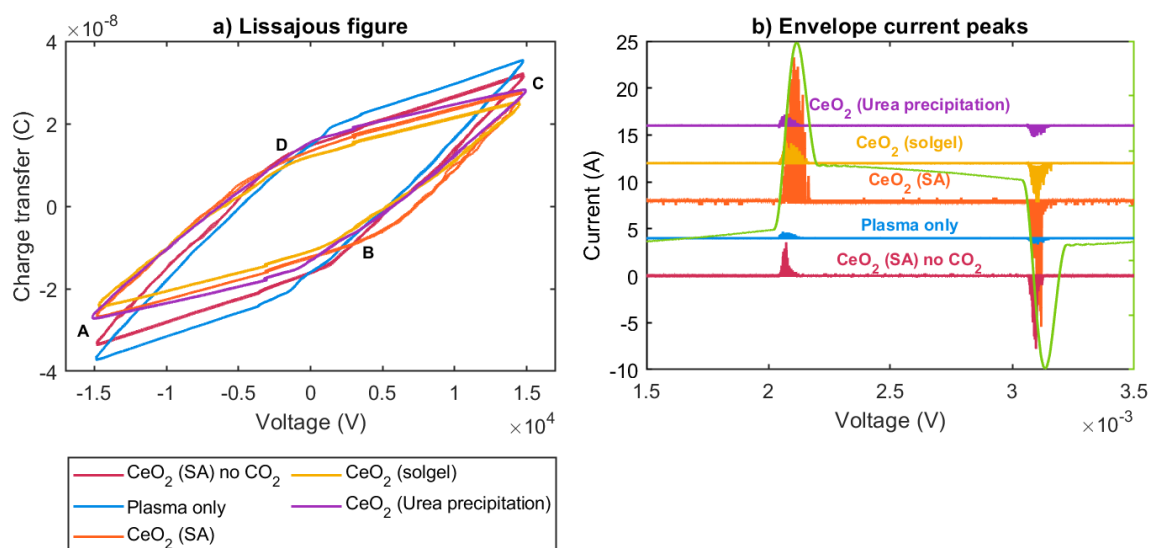 a) Lissajous figure
×10⁻⁸
4
2
0
-2
-4
Charge transfer (C)
A
B
C
D
-1.5
-1
-0.5
0
0.5
1
1.5
Voltage (V)
×10⁴
CeO₂ (SA) no CO₂
Plasma only
CeO₂ (SA)
CeO₂ (solgel)
CeO₂ (Urea precipitation)
b) Envelope current peaks
25
20
15
10
5
0
-5
-10
Current (A)
CeO₂ (Urea precipitation)
CeO₂ (solgel)
CeO₂ (SA)
Plasma only
CeO₂ (SA) no CO₂
1.5
2
2.5
3
3.5
Voltage (V)
×10⁻³